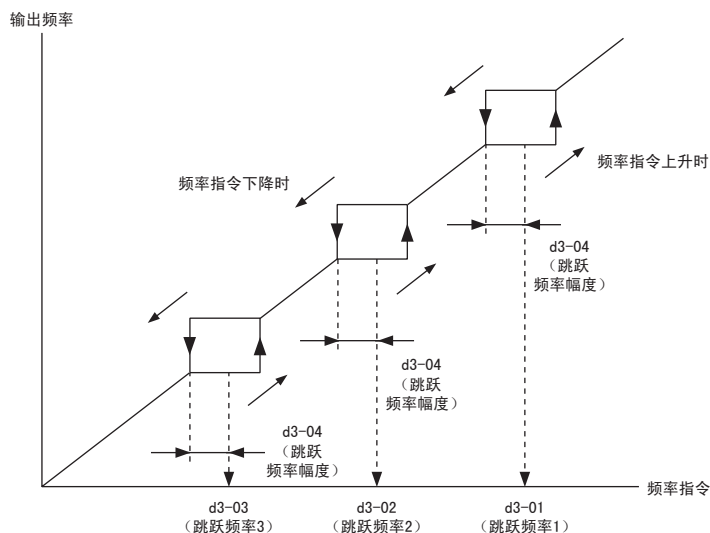 输出频率
频率指令上升时
频率指令下降时
d3-04
（跳跃
频率幅度）
d3-04
（跳跃
频率幅度）
d3-04
（跳跃
频率幅度）
频率指令
d3-03
（跳跃频率3）
d3-02
（跳跃频率2）
d3-01
（跳跃频率1）